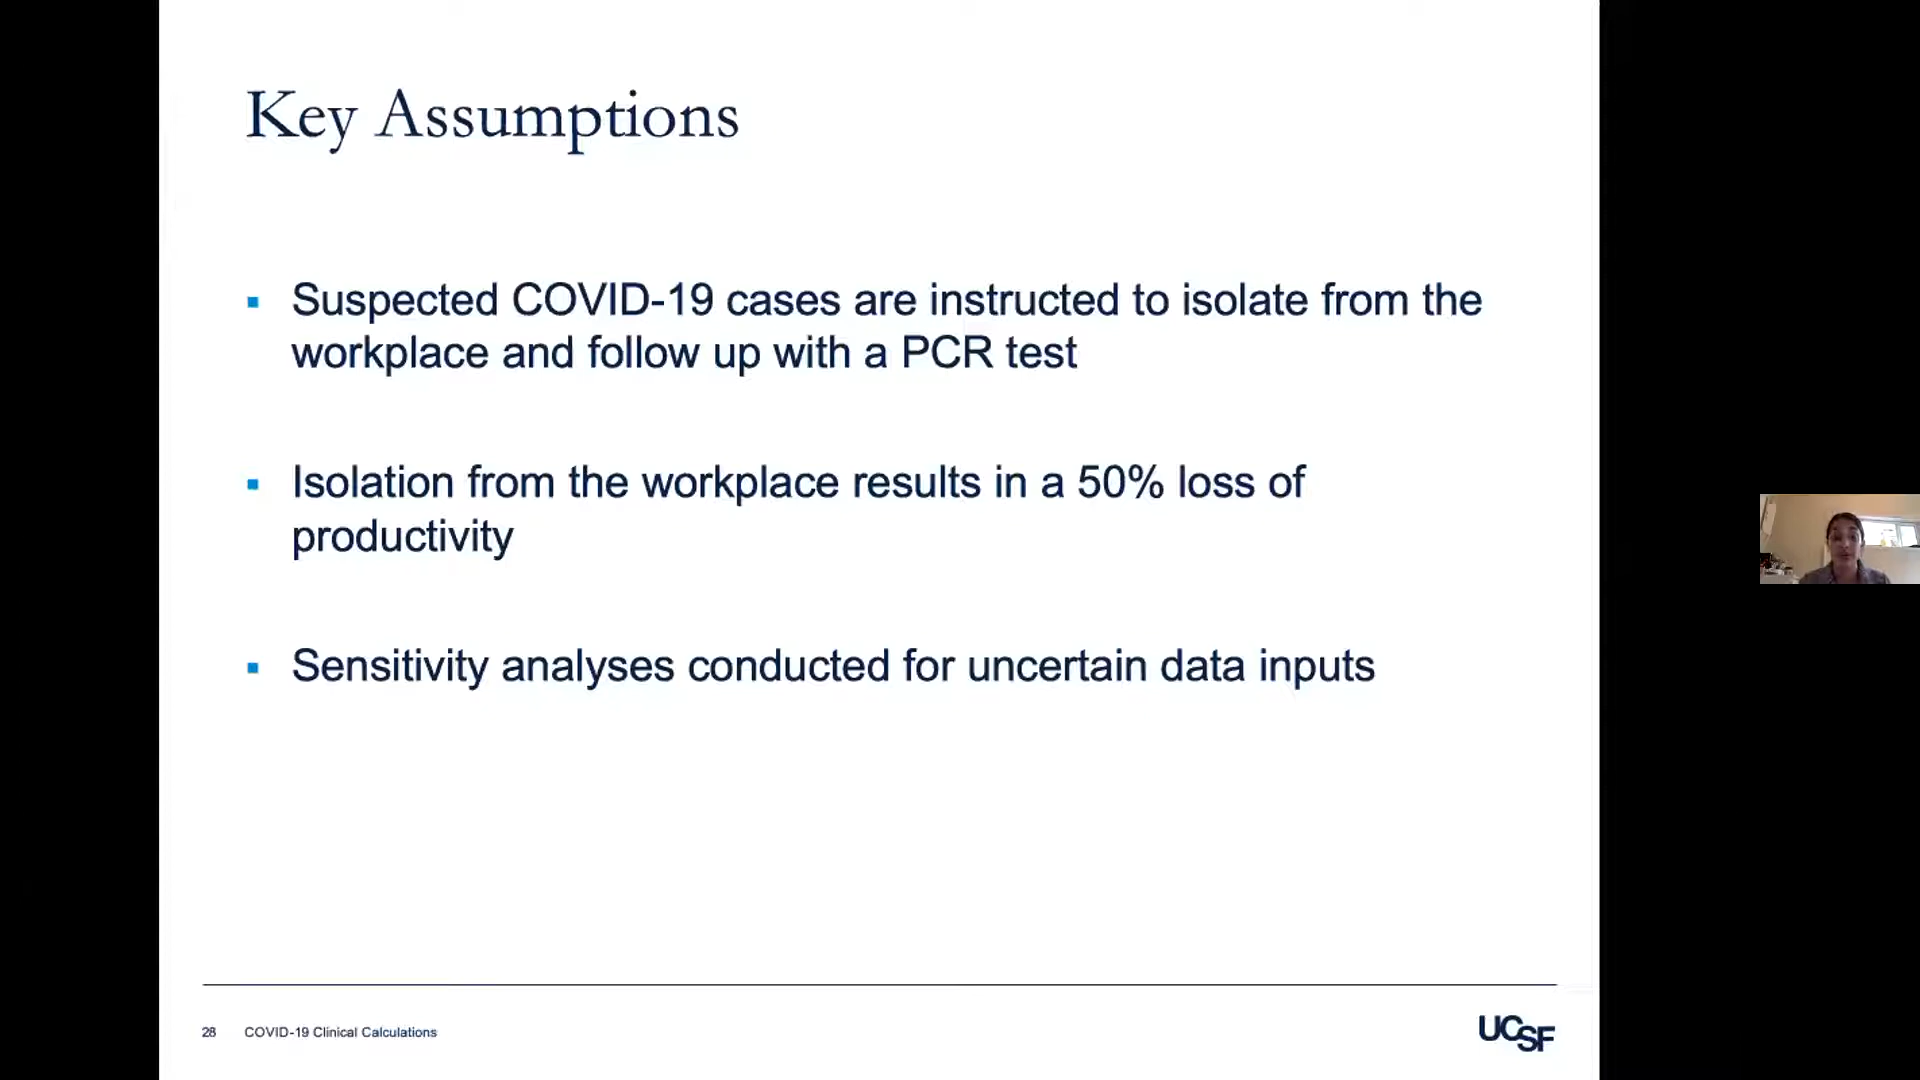 Key Assumptions
▪ Suspected COVID-19 cases are instructed to isolate from the
workplace and follow up with a PCR test
▪ Isolation from the workplace results in a 50% loss of
productivity
▪ Sensitivity analyses conducted for uncertain data inputs
28 COVID-19 Clinical Calculations
UCSF